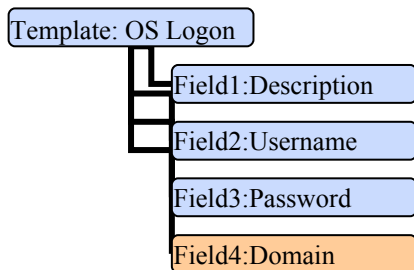 Template: OS Logon
Field1:Description
Field2:Username
Field3:Password
Field4:Domain